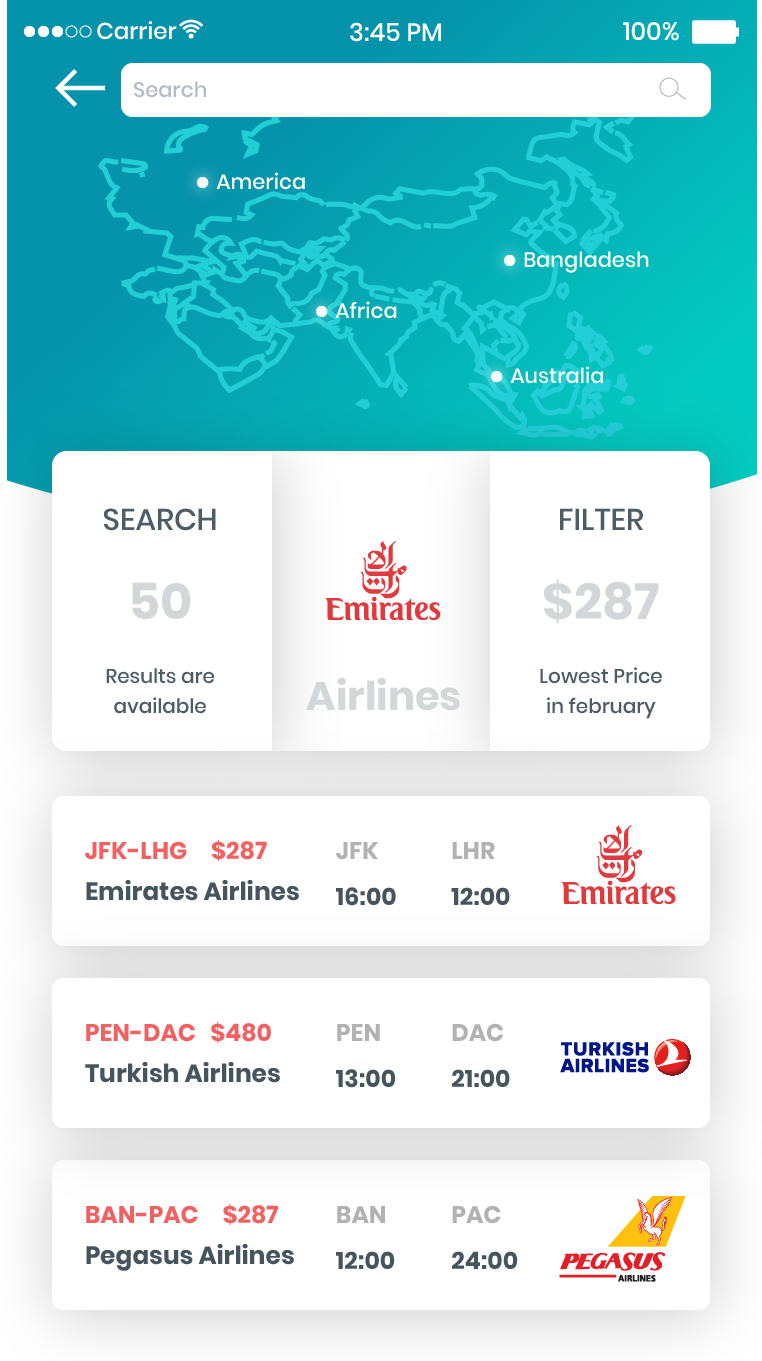 Carrier 3:45 PM 100%
Search
America
Bangladesh
Africa
Australia
SEARCH
50
Results are
available
Emirates
Airlines
FILTER
$287
Lowest Price
in february
JFK-LHG $287 JFK LHR
Emirates Airlines 16:00 12:00
Emirates
PEN-DAC $480 PEN DAC
Turkish Airlines 13:00 21:00
TURKISH
AIRLINES
BAN-PAC $287 BAN PAC
Pegasus Airlines 12:00 24:00
PEGASUS
AIRLINES